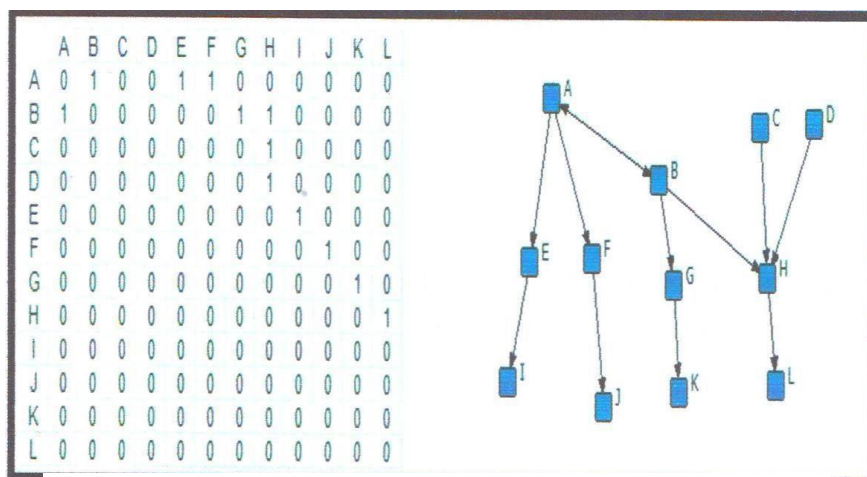 A B C D E F G H I J K L
A 0 1 0 0 1 1 0 0 0 0 0 0
B 1 0 0 0 0 0 1 1 0 0 0 0
C 0 0 0 0 0 0 0 1 0 0 0 0
D 0 0 0 0 0 0 0 1 0 0 0 0
E 0 0 0 0 0 0 0 0 1 0 0 0
F 0 0 0 0 0 0 0 0 0 1 0 0
G 0 0 0 0 0 0 0 0 0 0 1 0
H 0 0 0 0 0 0 0 0 0 0 0 1
I 0 0 0 0 0 0 0 0 0 0 0 0
J 0 0 0 0 0 0 0 0 0 0 0 0
K 0 0 0 0 0 0 0 0 0 0 0 0
L 0 0 0 0 0 0 0 0 0 0 0 0
A
C D
B
E F
G H
I J K L